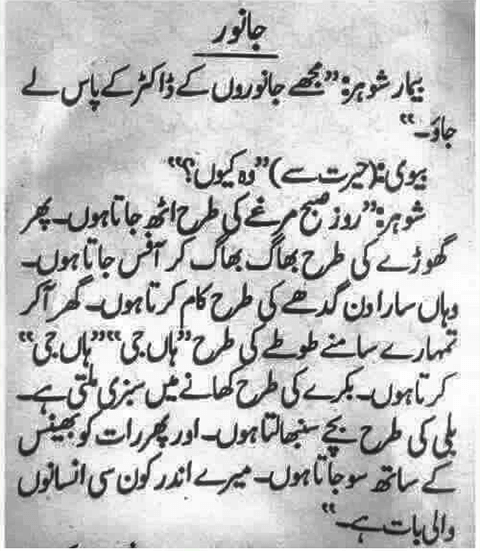 جانور
بیمار شوہر: ”مجھے جانوروں کے ڈاکٹر کے پاس لے
جاؤ۔“
بیوی: (حیرت سے) ”وہ کیوں؟“
شوہر: ”روز صبح مرغے کی طرح اٹھ جاتا ہوں۔ پھر
گھوڑے کی طرح بھاگ بھاگ کر آفس جاتا ہوں۔
وہاں سارا دن گدھے کی طرح کام کرتا ہوں۔ گھر آ کر
تمہارے سامنے طوطے کی طرح ”ہاں جی“ ”ہاں جی“
کرتا ہوں۔ بکرے کی طرح کھانے میں سبزی ملتی ہے۔
بلی کی طرح بچے سنبھالتا ہوں۔ اور پھر رات کو بھینس
کے ساتھ سو جاتا ہوں۔ میرے اندر کون سی انسانوں
والی بات ہے۔“